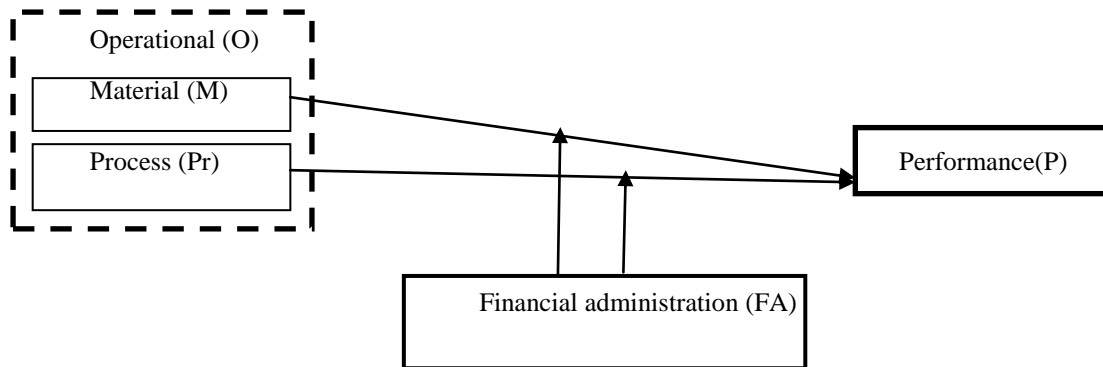 Operational (O)
Material (M)
Process (Pr)
Performance(P)
Financial administration (FA)